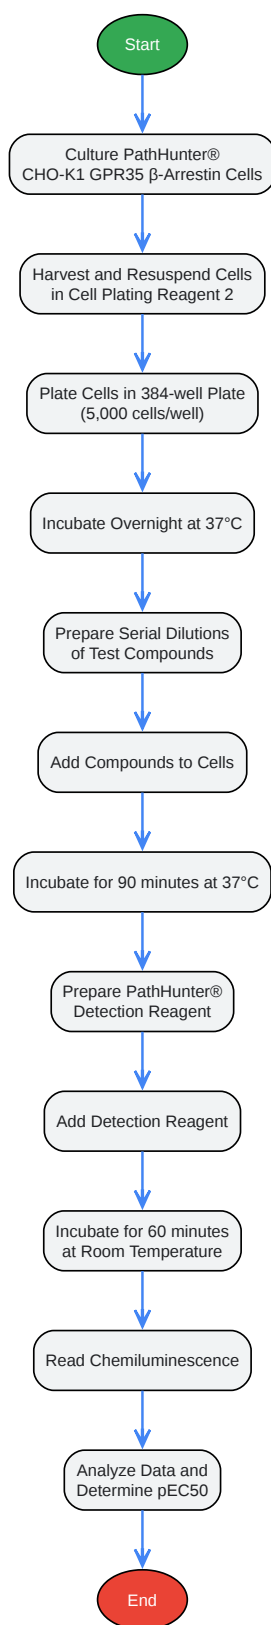 Start
Culture PathHunter®
CHO-K1 GPR35 β-Arrestin Cells
Harvest and Resuspend Cells
in Cell Plating Reagent 2
Plate Cells in 384-well Plate
(5,000 cells/well)
Incubate Overnight at 37°C
Prepare Serial Dilutions
of Test Compounds
Add Compounds to Cells
Incubate for 90 minutes at 37°C
Prepare PathHunter®
Detection Reagent
Add Detection Reagent
Incubate for 60 minutes
at Room Temperature
Read Chemiluminescence
Analyze Data and
Determine pEC50
End